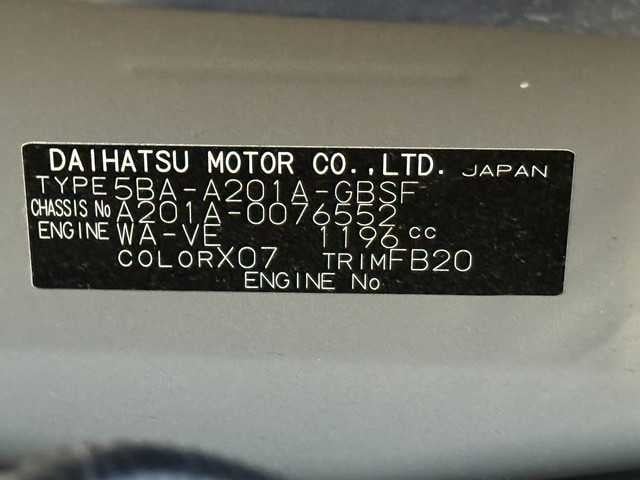 DAIHATSU MOTOR CO.,LTD. JAPAN
TYPE 5BA-A201A-GBSF
CHASSIS No A201A-0076552
ENGINE WA-VE 1196 cc
COLOR X07 TRIM FB20
ENGINE No